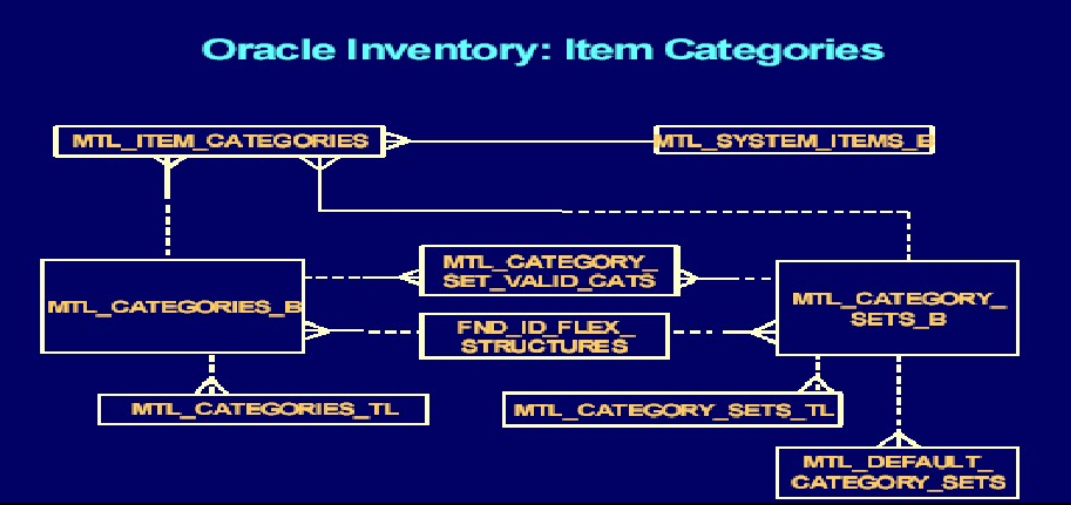 Oracle Inventory: Item Categories
MTL_ITEM_CATEGORIES
MTL_SYSTEM_ITEMS_B
MTL_CATEGORY_
SET_VALID_CATS
MTL_CATEGORIES_B
MTL_CATEGORY_
SETS_B
FND_ID_FLEX_
STRUCTURES
MTL_CATEGORIES_TL
MTL_CATEGORY_SETS_TL
MTL_DEFAULT_
CATEGORY_SETS